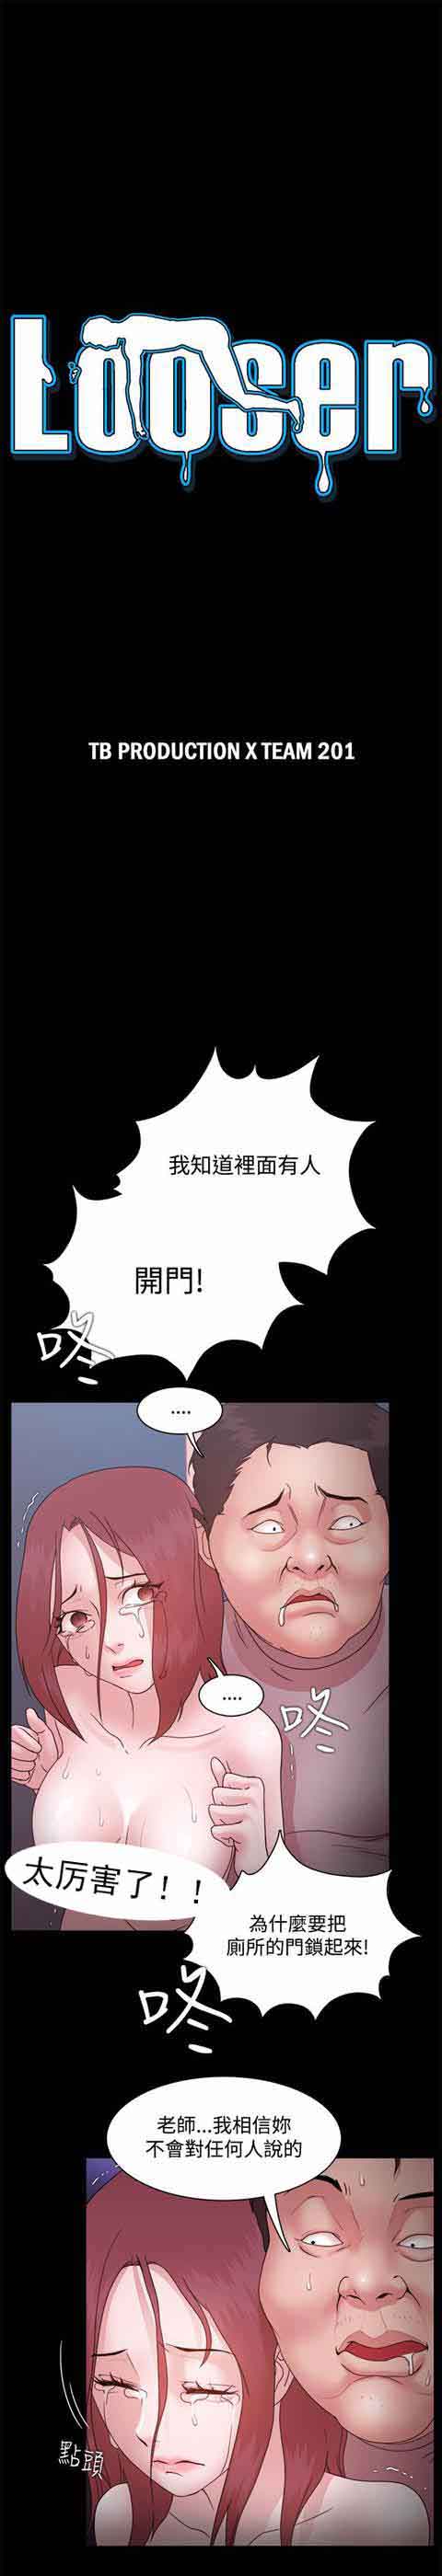 Looser
TB PRODUCTION X TEAM 201
我知道裡面有人
開門!
咚
....
....
咚
太厉害了！！
為什麼要把
廁所的門鎖起來!
咚
老師...我相信妳
不會對任何人說的
點頭